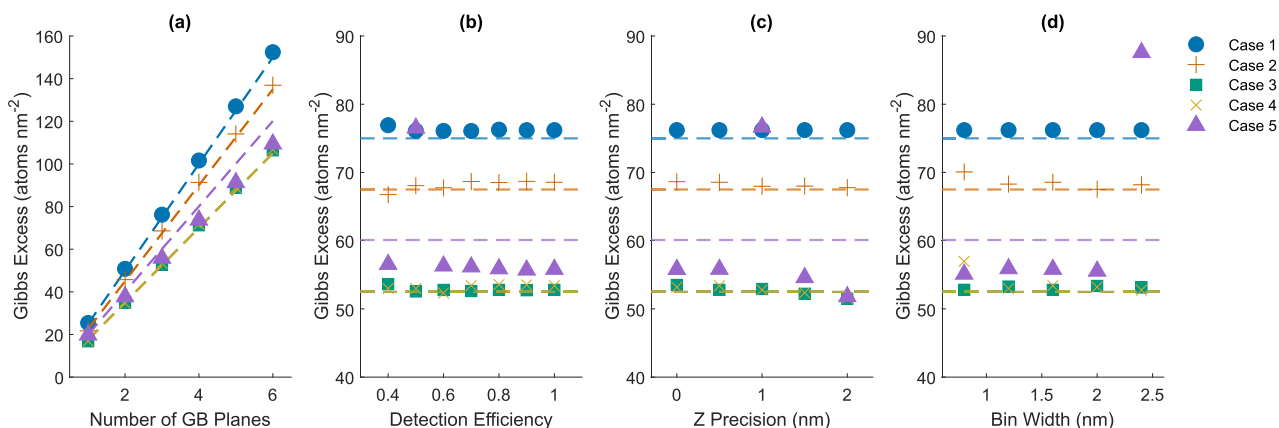 (a)
160
140
120
100
80
60
40
20
0
2
4
6
Gibbs Excess (atoms nm-2)
Number of GB Planes
(b)
90
80
70
60
50
40
0.4
0.6
0.8
1
Gibbs Excess (atoms nm-2)
Detection Efficiency
(c)
90
80
70
60
50
40
0
0.5
1
1.5
2
Gibbs Excess (atoms nm-2)
Z Precision (nm)
(d)
90
80
70
60
50
40
1
1.5
2
2.5
Gibbs Excess (atoms nm-2)
Bin Width (nm)
Case 1
Case 2
Case 3
Case 4
Case 5